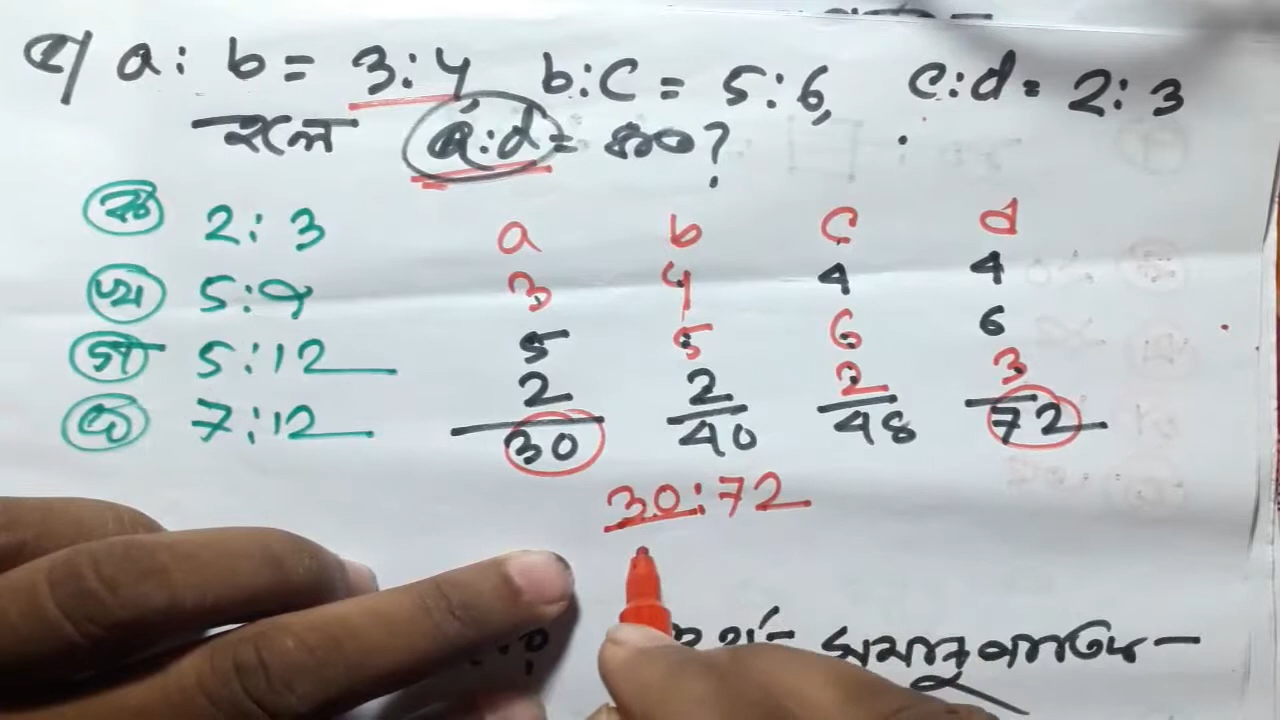 ৫/ a: b = 3:4, b:C = 5:6, c:d = 2:3
হলে a:d = কত?
ক 2:3
খ 5:9
গ 5:12
ঘ 7:12
a b c d
3 4 4 4
5 5 6 6
2 2 2 3
30 40 48 72
30:72